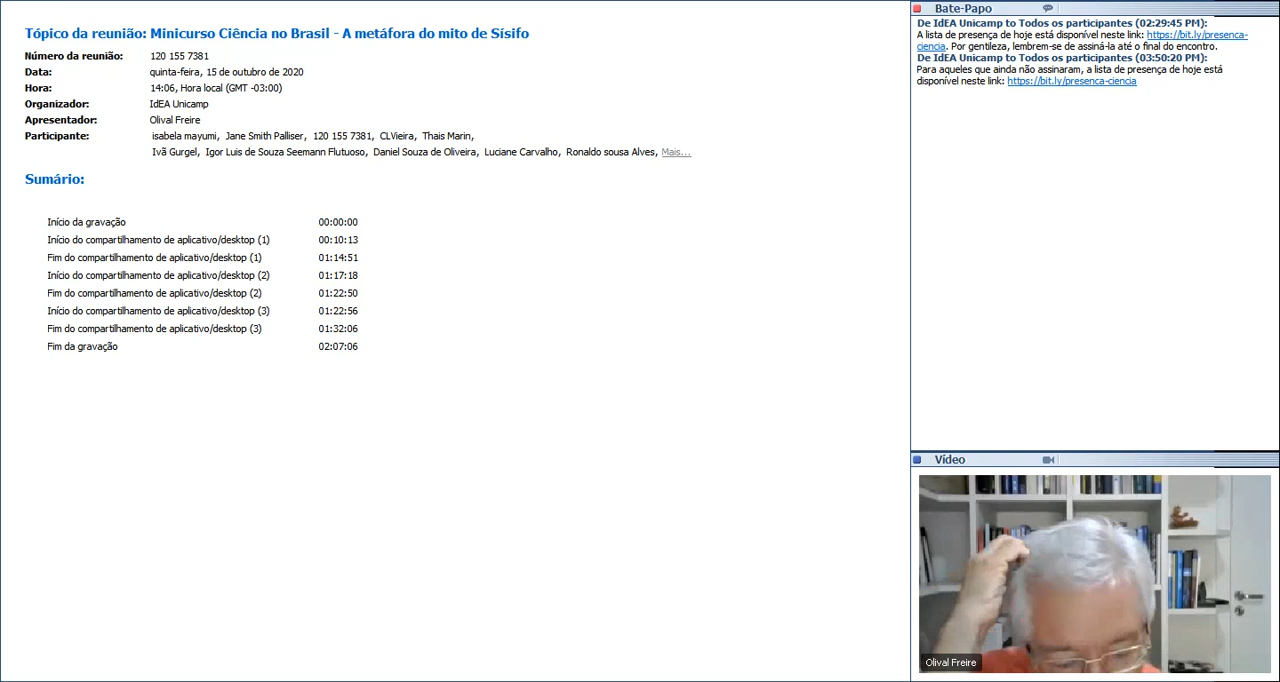 Tópico da reunião: Minicurso Ciência no Brasil - A metáfora do mito de Sísifo
Número da reunião: 120 155 7381
Data: quinta-feira, 15 de outubro de 2020
Hora: 14:06, Hora local (GMT -03:00)
Organizador: IdEA Unicamp
Apresentador: Olival Freire
Participante: isabela mayumi, Jane Smith Palliser, 120 155 7381, CLVieira, Thais Marin,
Ivã Gurgel, Igor Luis de Souza Seemann Flutuoso, Daniel Souza de Oliveira, Luciane Carvalho, Ronaldo sousa Alves, Mais...
Sumário:
Início da gravação 00:00:00
Início do compartilhamento de aplicativo/desktop (1) 00:10:13
Fim do compartilhamento de aplicativo/desktop (1) 01:14:51
Início do compartilhamento de aplicativo/desktop (2) 01:17:18
Fim do compartilhamento de aplicativo/desktop (2) 01:22:50
Início do compartilhamento de aplicativo/desktop (3) 01:22:56
Fim do compartilhamento de aplicativo/desktop (3) 01:32:06
Fim da gravação 02:07:06
Bate-Papo
De IdEA Unicamp to Todos os participantes (02:29:45 PM):
A lista de presença de hoje está disponível neste link: https://bit.ly/presenca-
ciencia. Por gentileza, lembrem-se de assiná-la até o final do encontro.
De IdEA Unicamp to Todos os participantes (03:50:20 PM):
Para aqueles que ainda não assinaram, a lista de presença de hoje está
disponível neste link: https://bit.ly/presenca-ciencia
Vídeo
Olival Freire